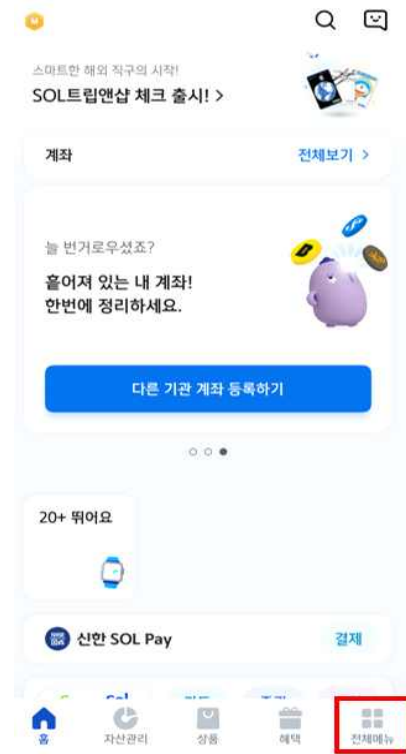 스마트한 해외 직구의 시작!
SOL트립앤샵 체크 출시! >
계좌
전체보기 >
늘 번거로우셨죠?
흩어져 있는 내 계좌!
한번에 정리하세요.
다른 기관 계좌 등록하기
20+ 뛰어요
신한 SOL Pay
결제
홈
자산관리
상품
혜택
전체메뉴